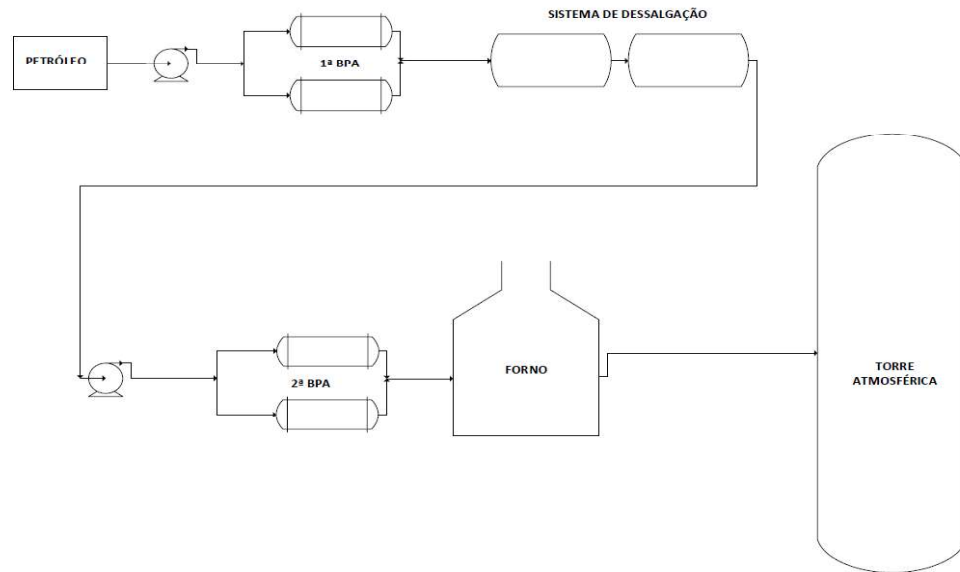 SISTEMA DE DESSALGAÇÃO
PETRÓLEO
1ª BPA
2ª BPA
FORNO
TORRE
ATMOSFÉRICA